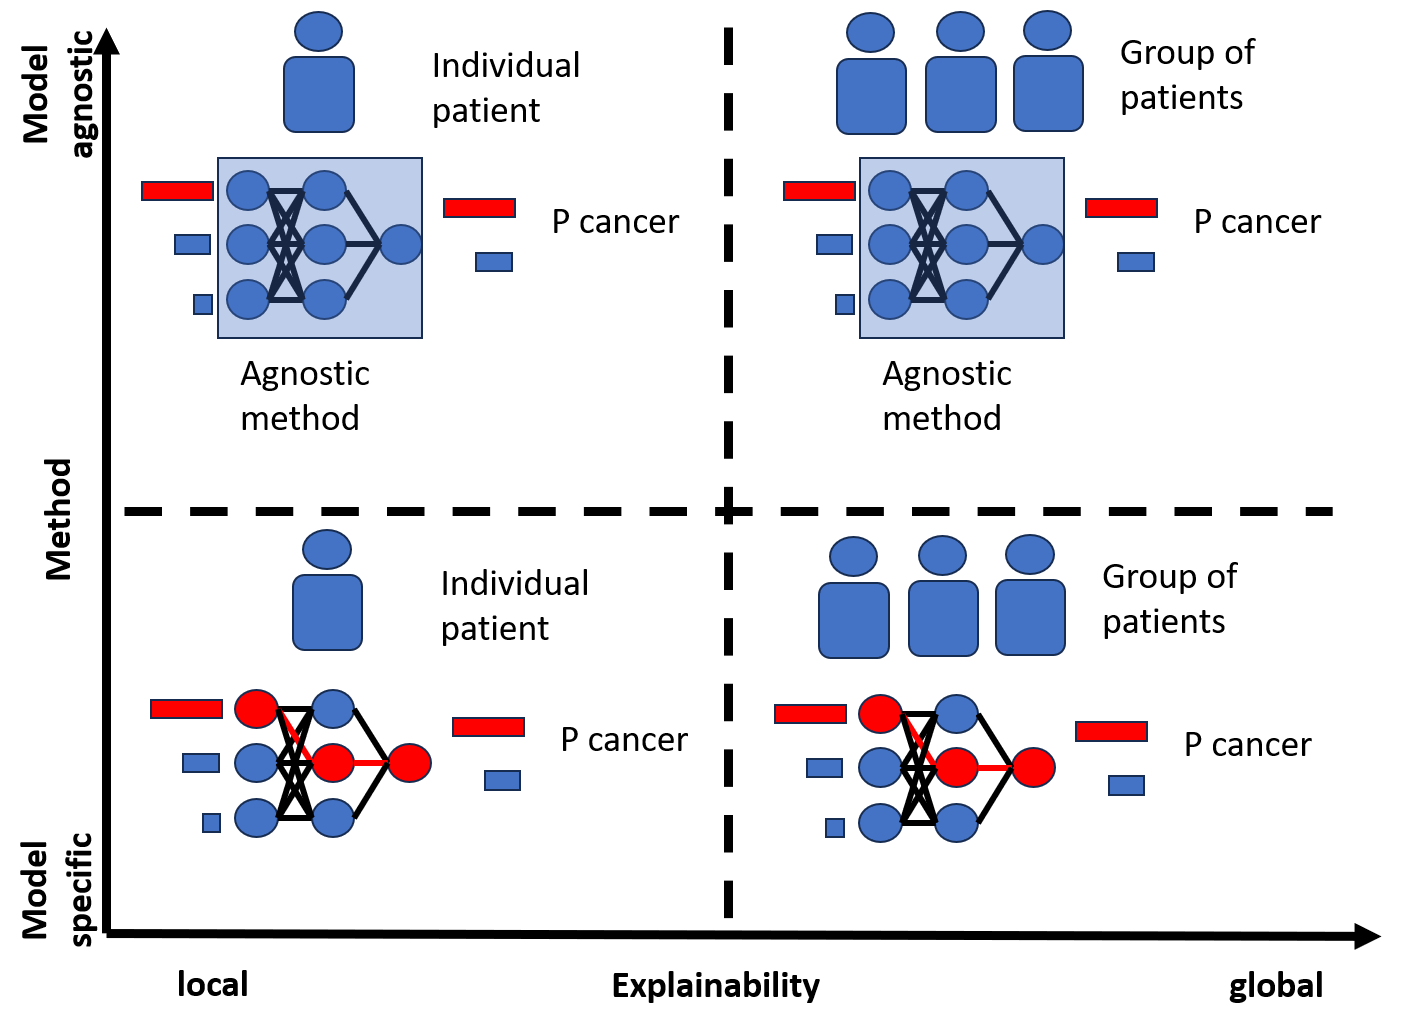 Model
agnostic
Individual
patient
P cancer
Agnostic
method
Group of
patients
P cancer
Agnostic
method
Method
Individual
patient
P cancer
Group of
patients
P cancer
Model
specific
local
Explainability
global